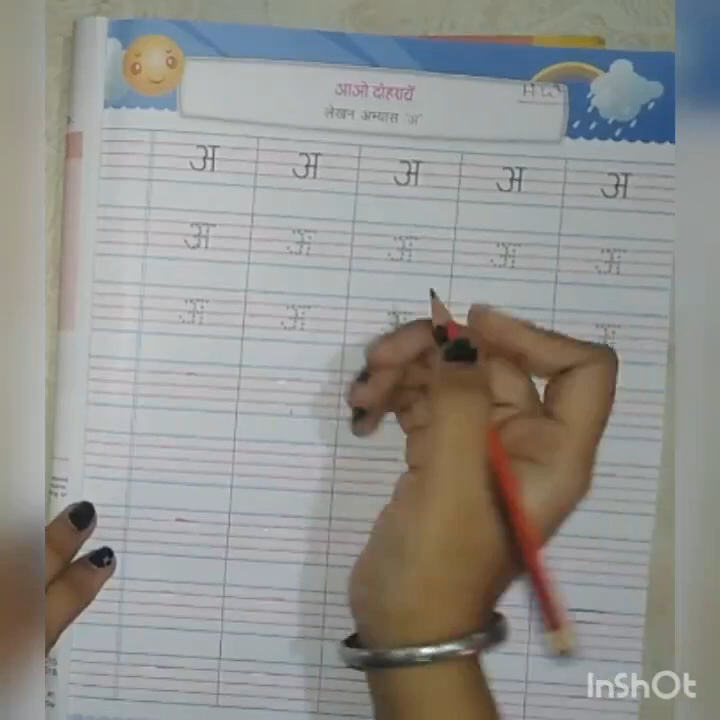 आओ दोहरायें
लेखन अभ्यास 'अ'
अ अ अ अ अ
अ अ अ अ अ
अ अ अ
InShOt